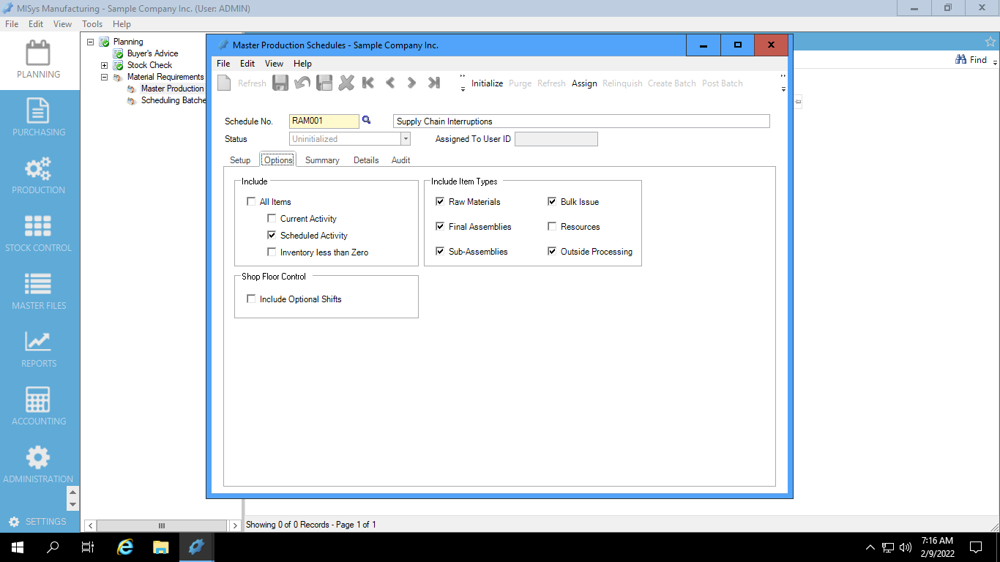 MISys Manufacturing - Sample Company Inc. (User: ADMIN)
File Edit View Tools Help
PLANNING
PURCHASING
PRODUCTION
STOCK CONTROL
MASTER FILES
REPORTS
ACCOUNTING
ADMINISTRATION
SETTINGS
Planning
Buyer's Advice
Stock Check
Material Requirements
Master Production
Scheduling Batche
Find
Master Production Schedules - Sample Company Inc.
File Edit View Help
Refresh
Initialize Purge Refresh Assign Relinquish Create Batch Post Batch
Schedule No. RAM001 Supply Chain Interruptions
Status Uninitialized Assigned To User ID
Setup Options Summary Details Audit
Include
All Items
Current Activity
Scheduled Activity
Inventory less than Zero
Include Item Types
Raw Materials Bulk Issue
Final Assemblies Resources
Sub-Assemblies Outside Processing
Shop Floor Control
Include Optional Shifts
Showing 0 of 0 Records - Page 1 of 1
7:16 AM
2/9/2022